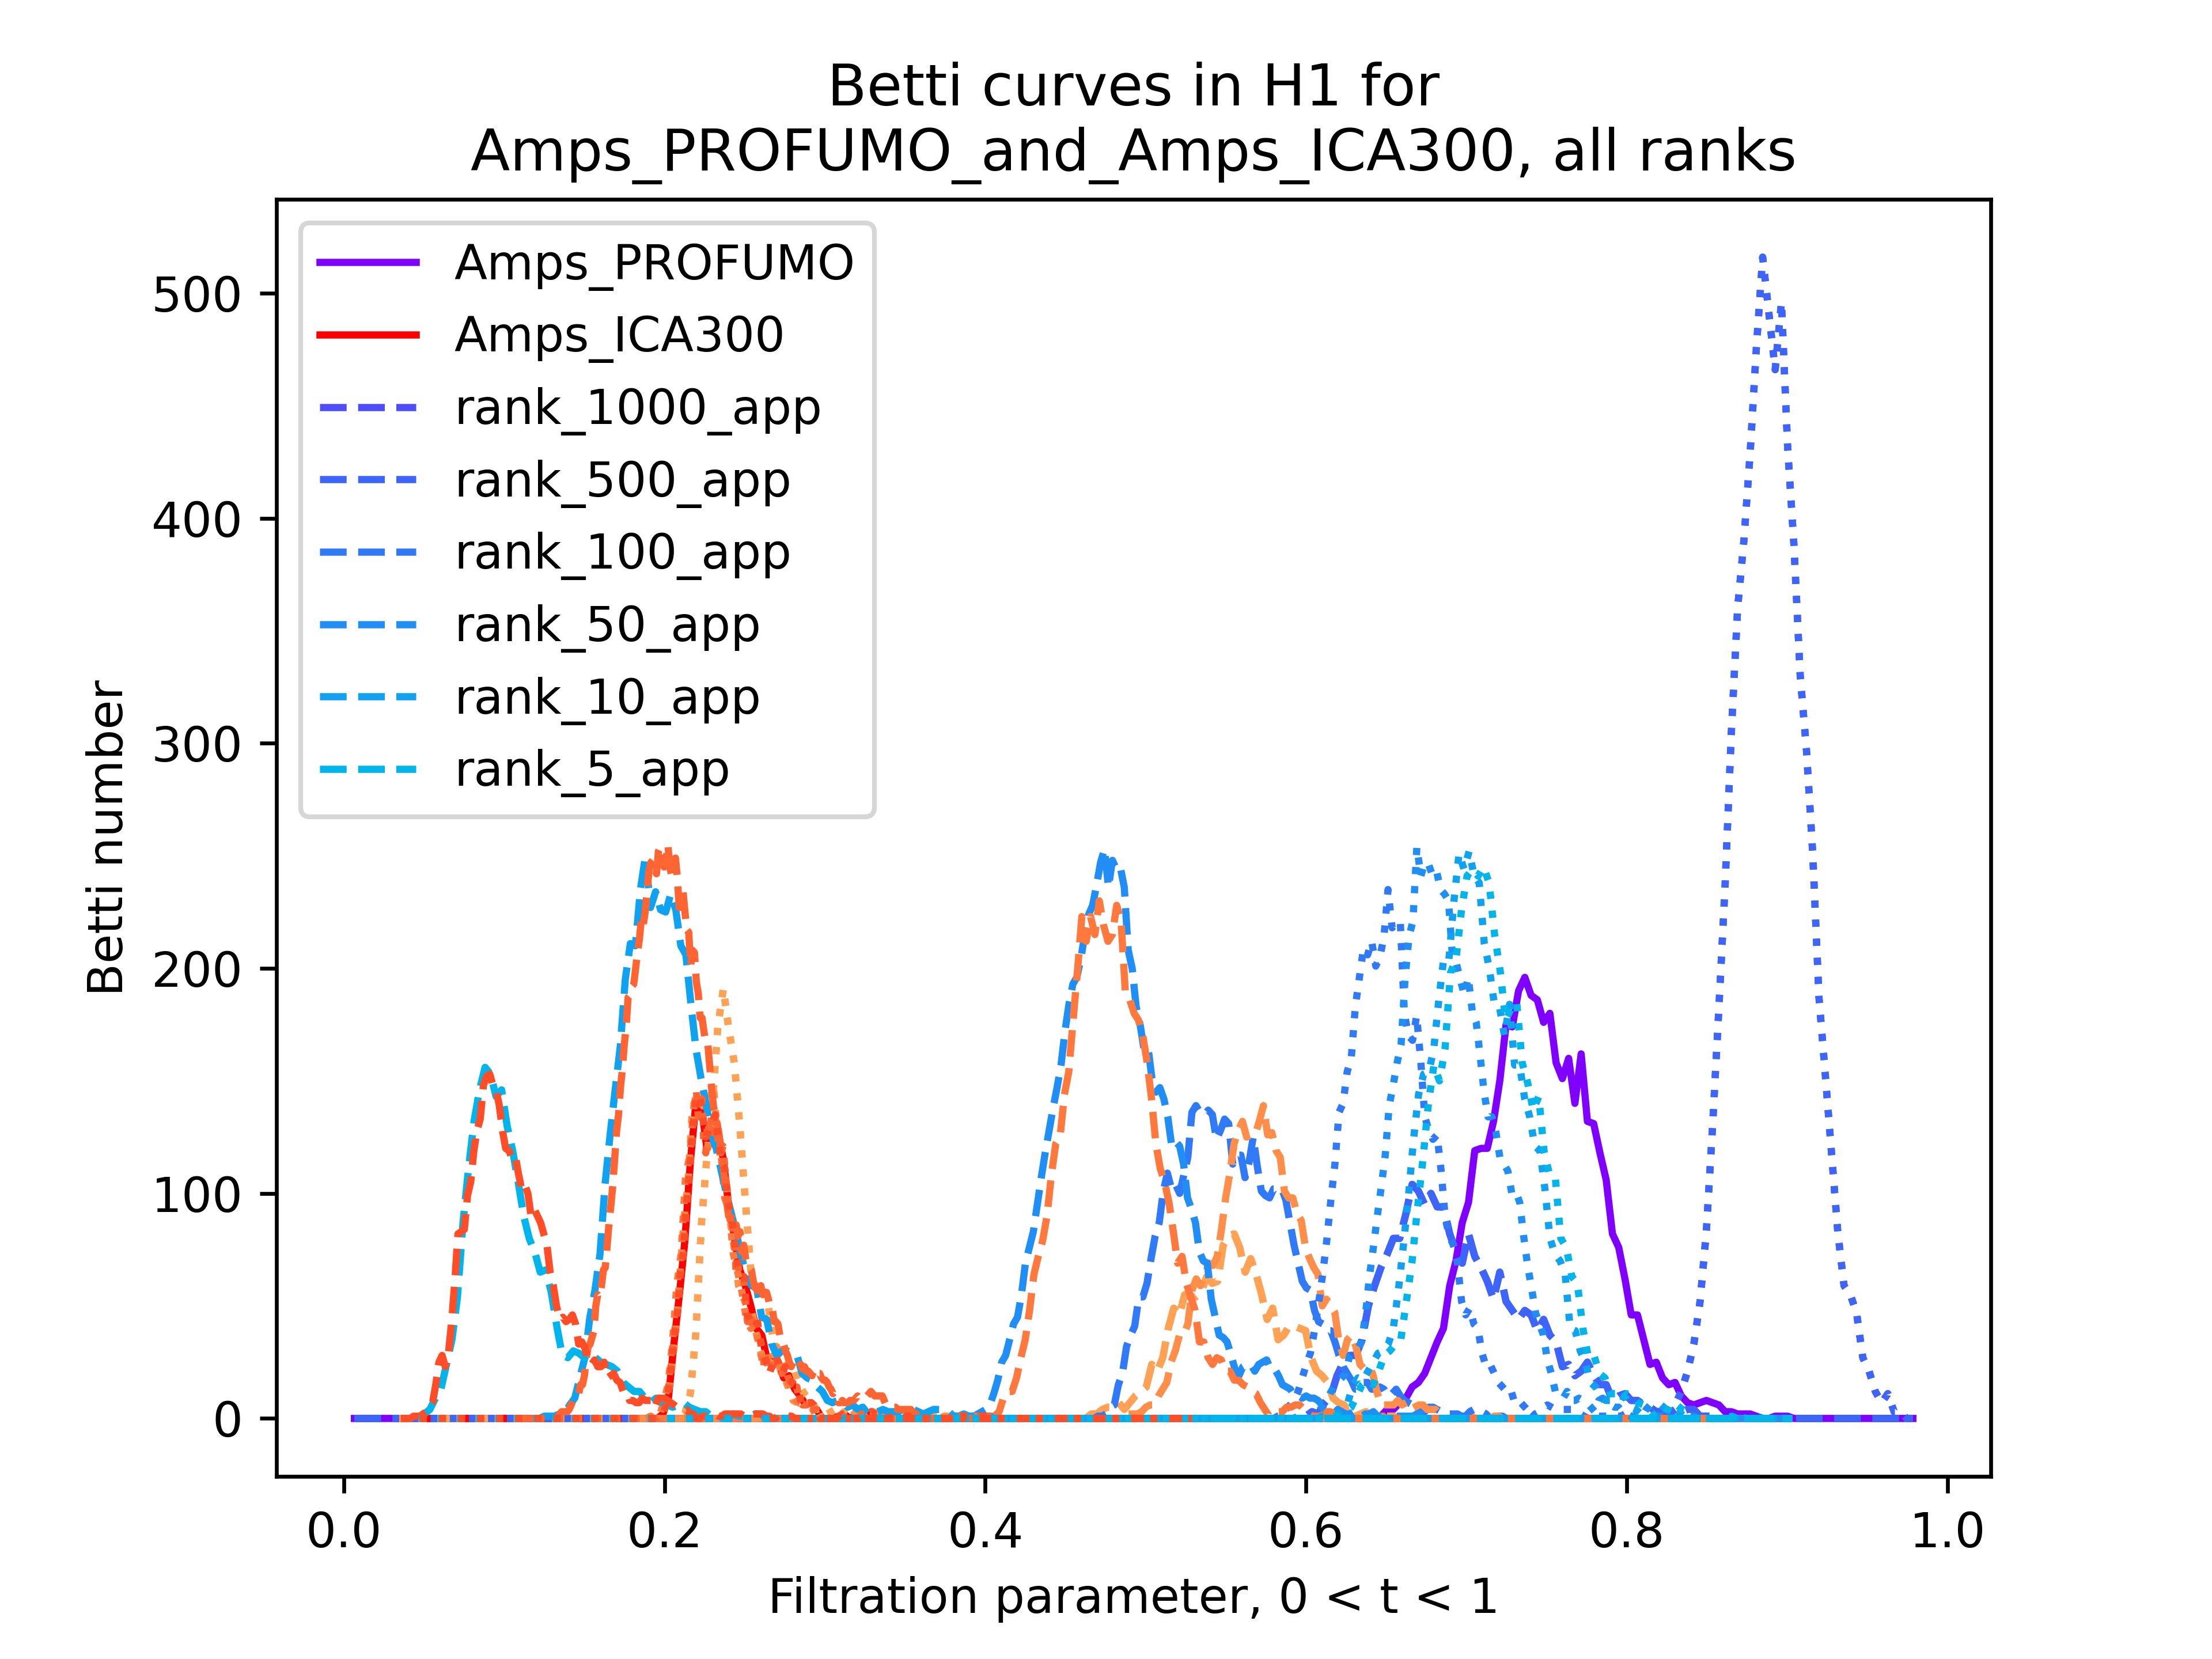 Betti curves in H1 for
Amps_PROFUMO_and_Amps_ICA300, all ranks
Amps_PROFUMO
Amps_ICA300
rank_1000_app
rank_500_app
rank_100_app
rank_50_app
rank_10_app
rank_5_app
Betti number
500
400
300
200
100
0
0.0 0.2 0.4 0.6 0.8 1.0
Filtration parameter, 0 < t < 1